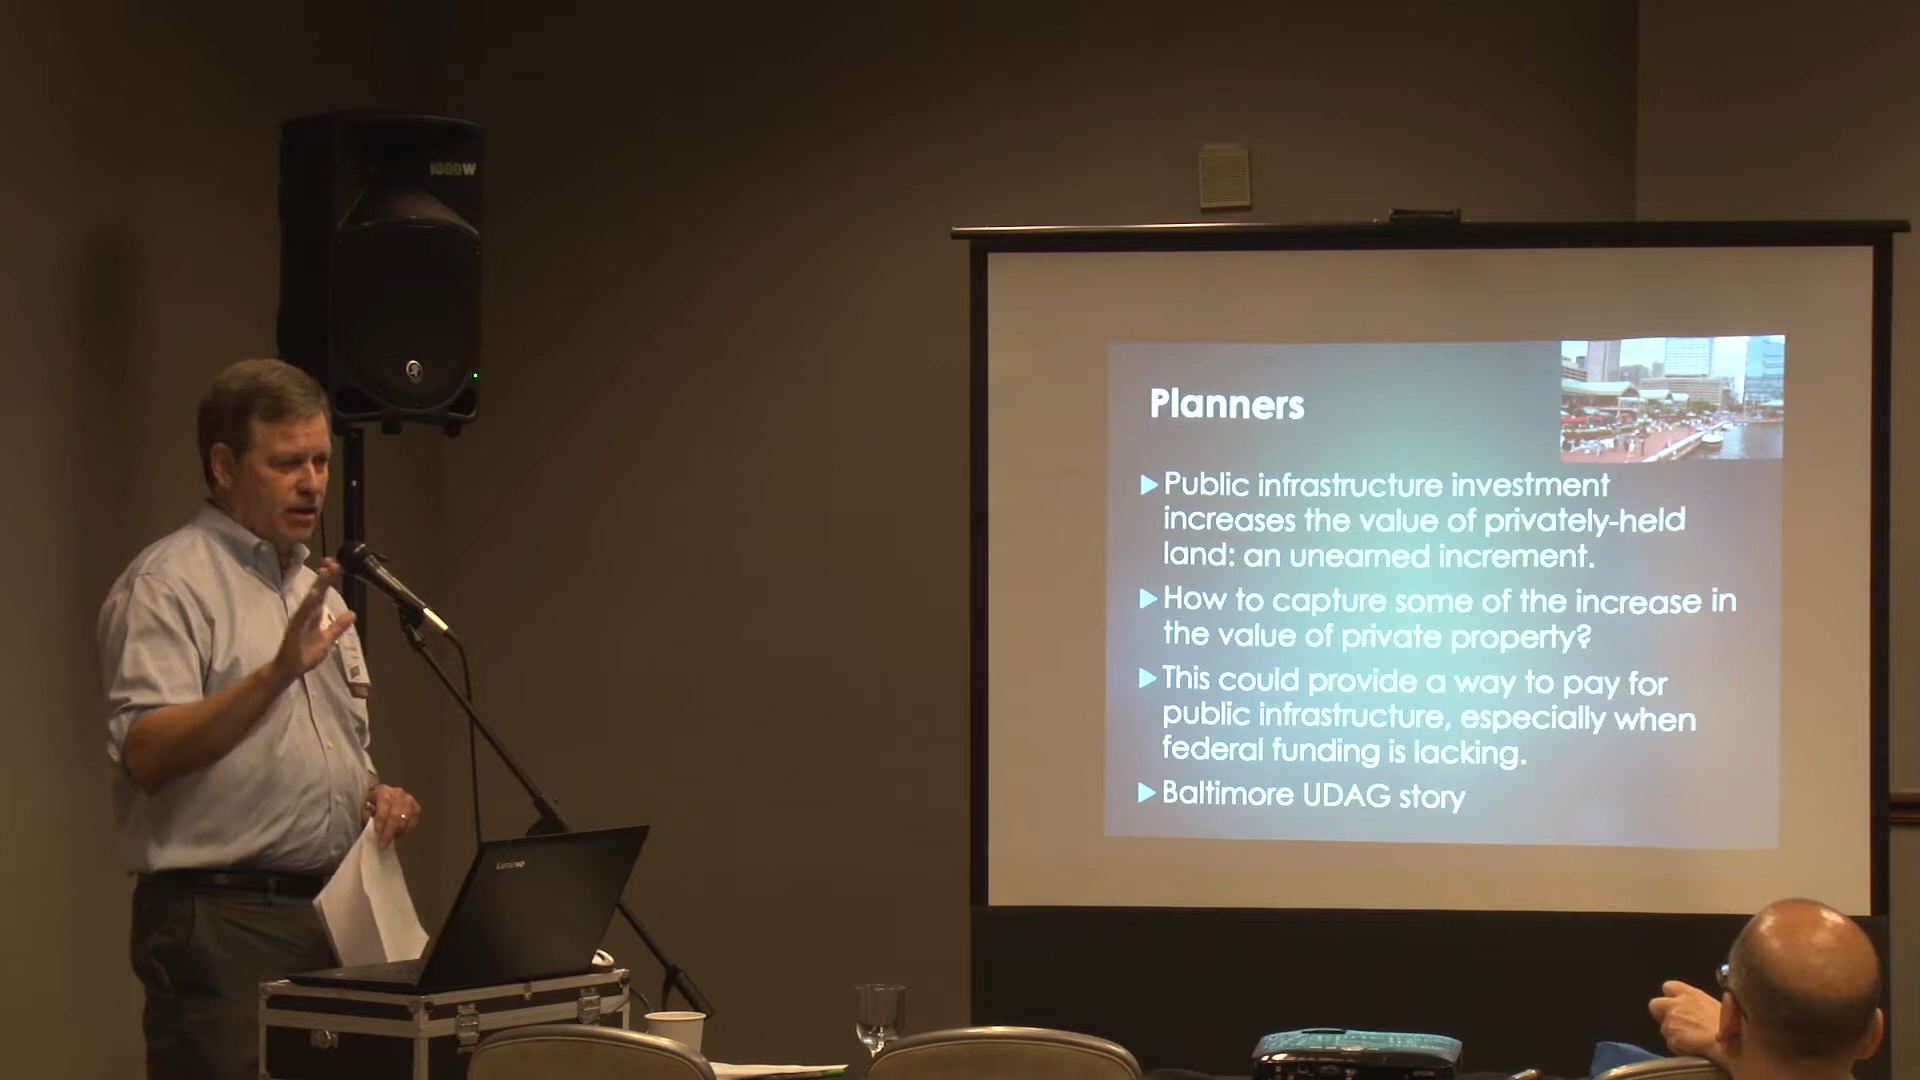 1000W
Planners
Public infrastructure investment
increases the value of privately-held
land: an unearned increment.
How to capture some of the increase in
the value of private property?
This could provide a way to pay for
public infrastructure, especially when
federal funding is lacking.
Baltimore UDAG story
Lenovo